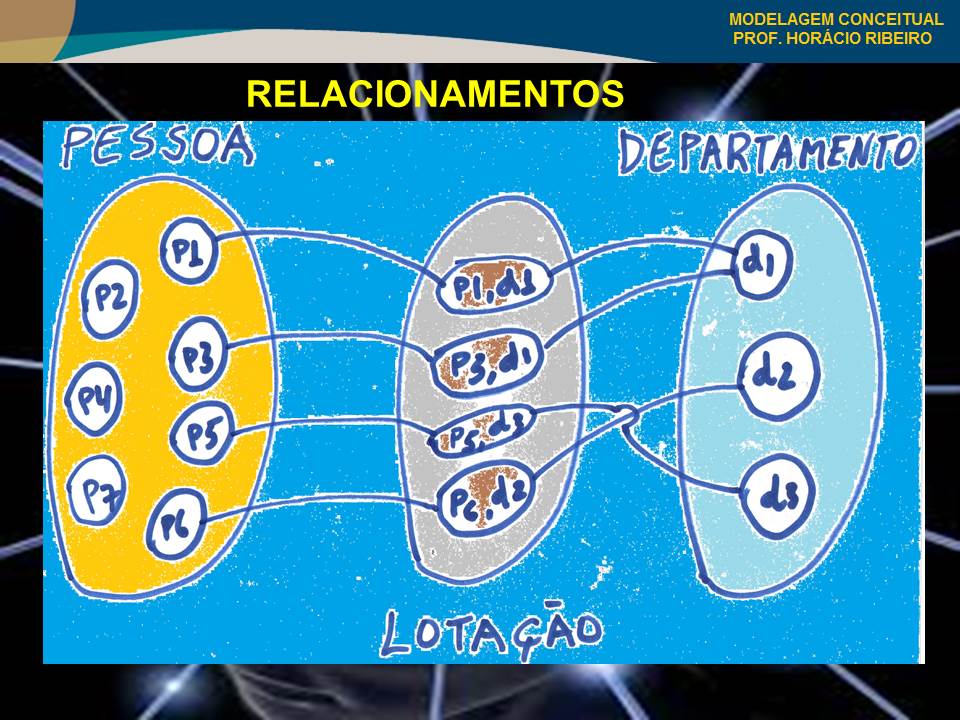 MODELAGEM CONCEITUAL
PROF. HORÁCIO RIBEIRO
RELACIONAMENTOS
PESSOA
DEPARTAMENTO
P1
P2
P3
P4
P5
P7
P6
P1,d1
P3,d1
P5,d3
P6,d2
d1
d2
d3
LOTAÇÃO